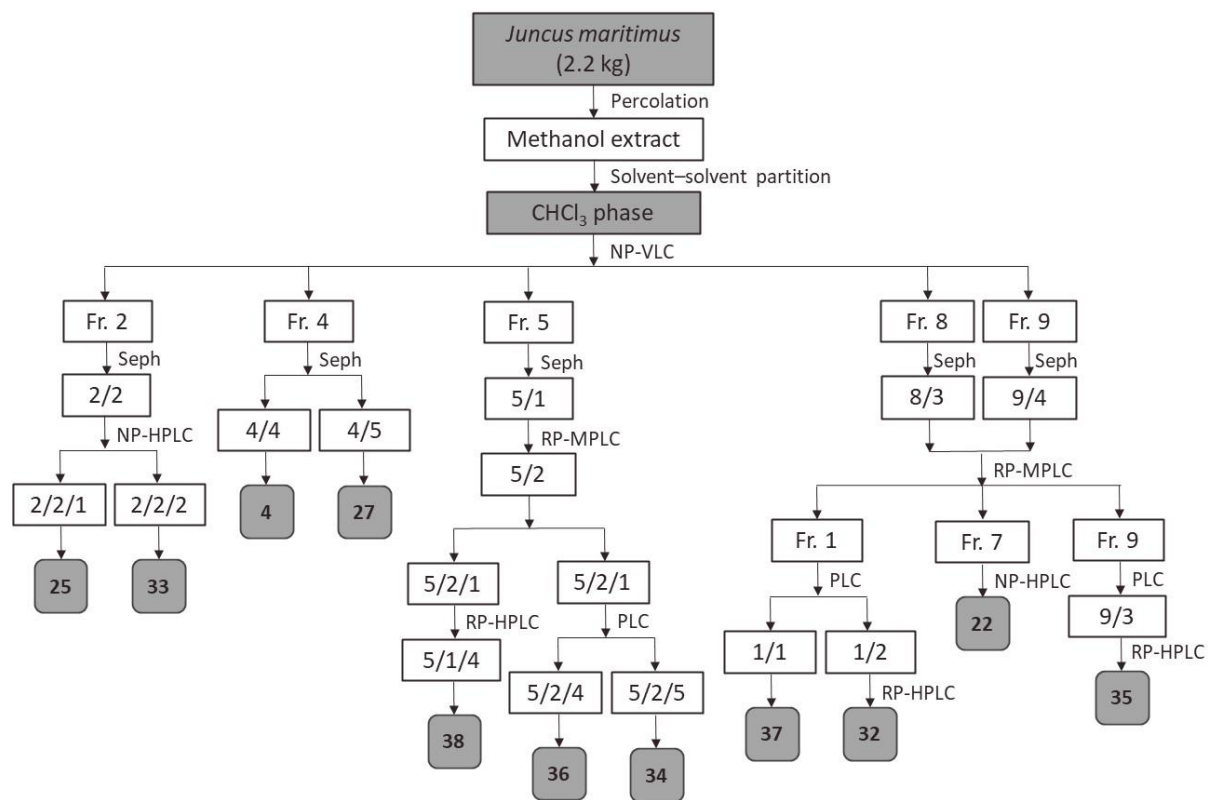 Juncus maritimus
(2.2 kg)
Percolation
Methanol extract
Solvent–solvent partition
CHCl₃ phase
NP-VLC
Fr. 2
Fr. 4
Fr. 5
Fr. 8
Fr. 9
Seph
Seph
Seph
Seph
Seph
2/2
4/4
4/5
5/1
8/3
9/4
NP-HPLC
RP-MPLC
RP-MPLC
2/2/1
2/2/2
4
27
5/2
Fr. 1
Fr. 7
Fr. 9
25
33
5/2/1
5/2/1
PLC
NP-HPLC
PLC
RP-HPLC
PLC
22
9/3
5/1/4
1/1
1/2
RP-HPLC
5/2/4
5/2/5
RP-HPLC
35
38
37
32
36
34